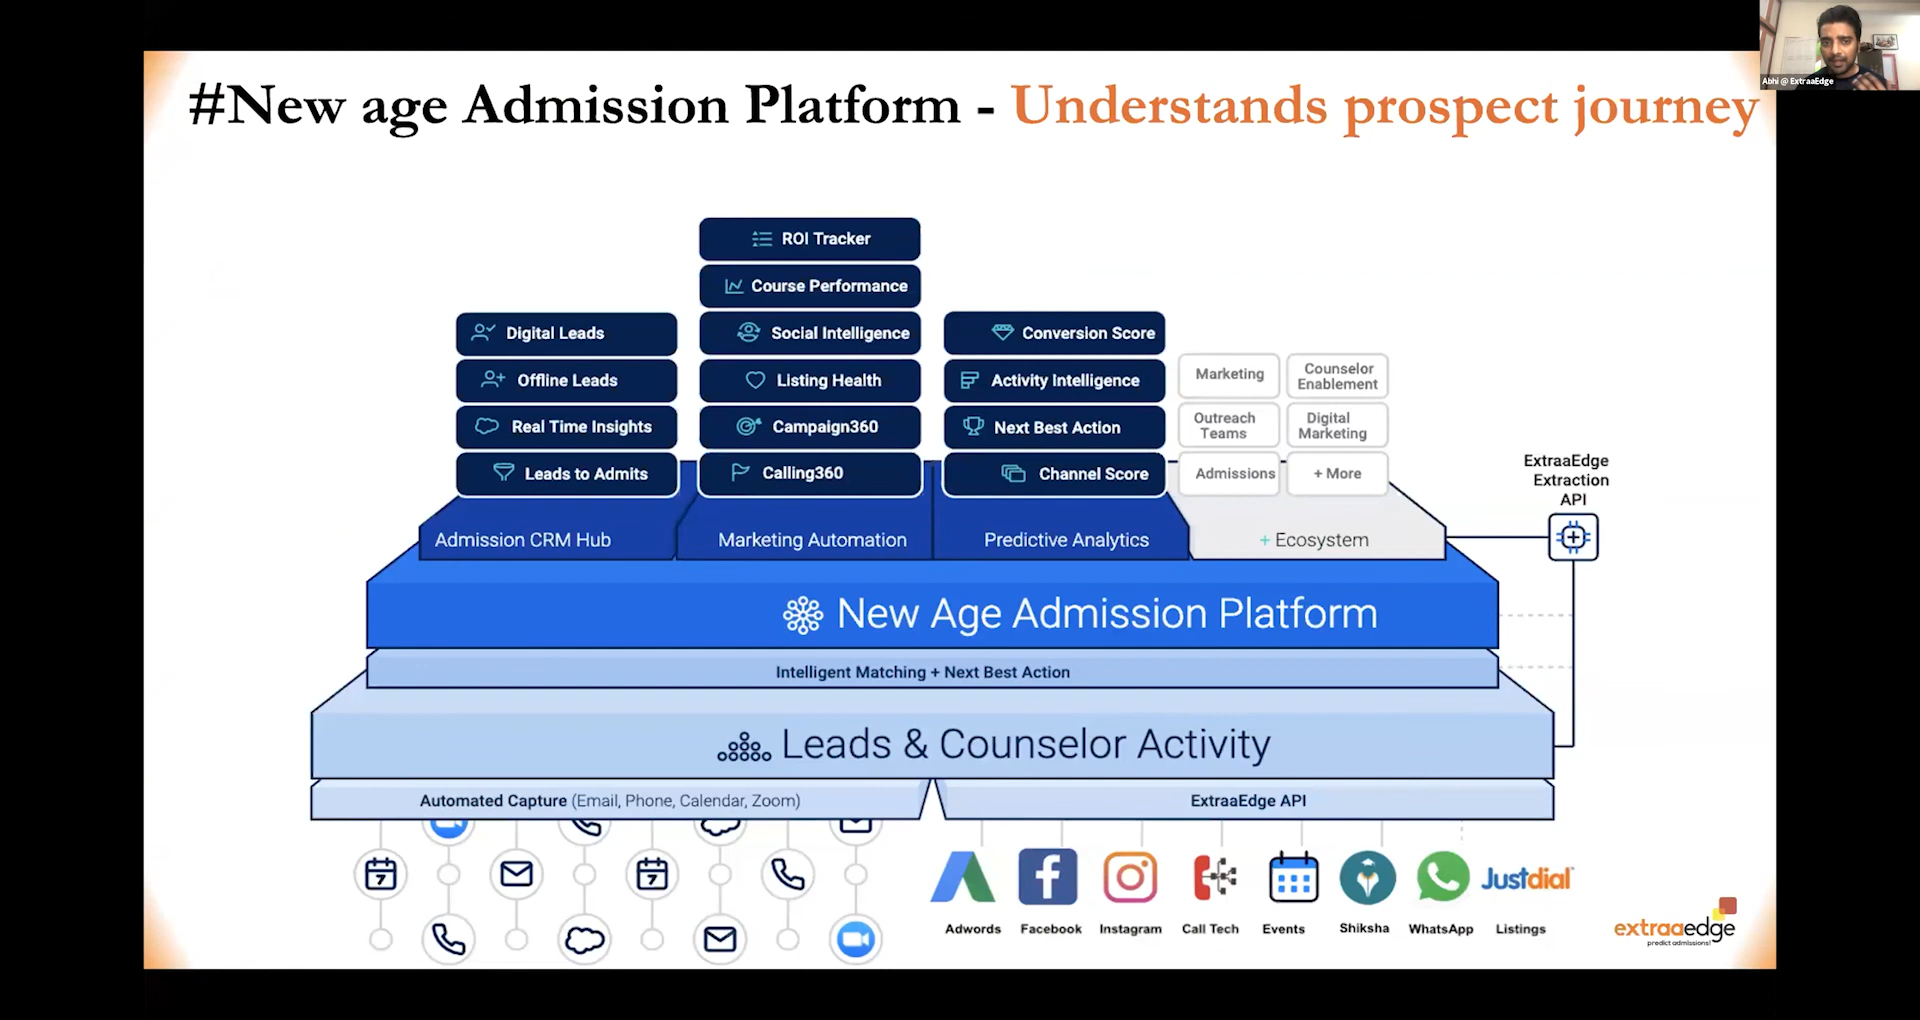 Abhi @ ExtraaEdge
#New age Admission Platform - Understands prospect journey
ROI Tracker
Course Performance
Social Intelligence
Listing Health
Campaign360
Calling360
Digital Leads
Offline Leads
Real Time Insights
Leads to Admits
Conversion Score
Activity Intelligence
Next Best Action
Channel Score
Marketing
Counselor
Enablement
Outreach
Teams
Digital
Marketing
Admissions
+ More
Admission CRM Hub
Marketing Automation
Predictive Analytics
+ Ecosystem
ExtraaEdge
Extraction
API
New Age Admission Platform
Intelligent Matching + Next Best Action
Leads & Counselor Activity
Automated Capture (Email, Phone, Calendar, Zoom)
ExtraaEdge API
7
7
Justdial
Adwords
Facebook
Instagram
Call Tech
Events
Shiksha
WhatsApp
Listings
extraaedge
predict admissions!